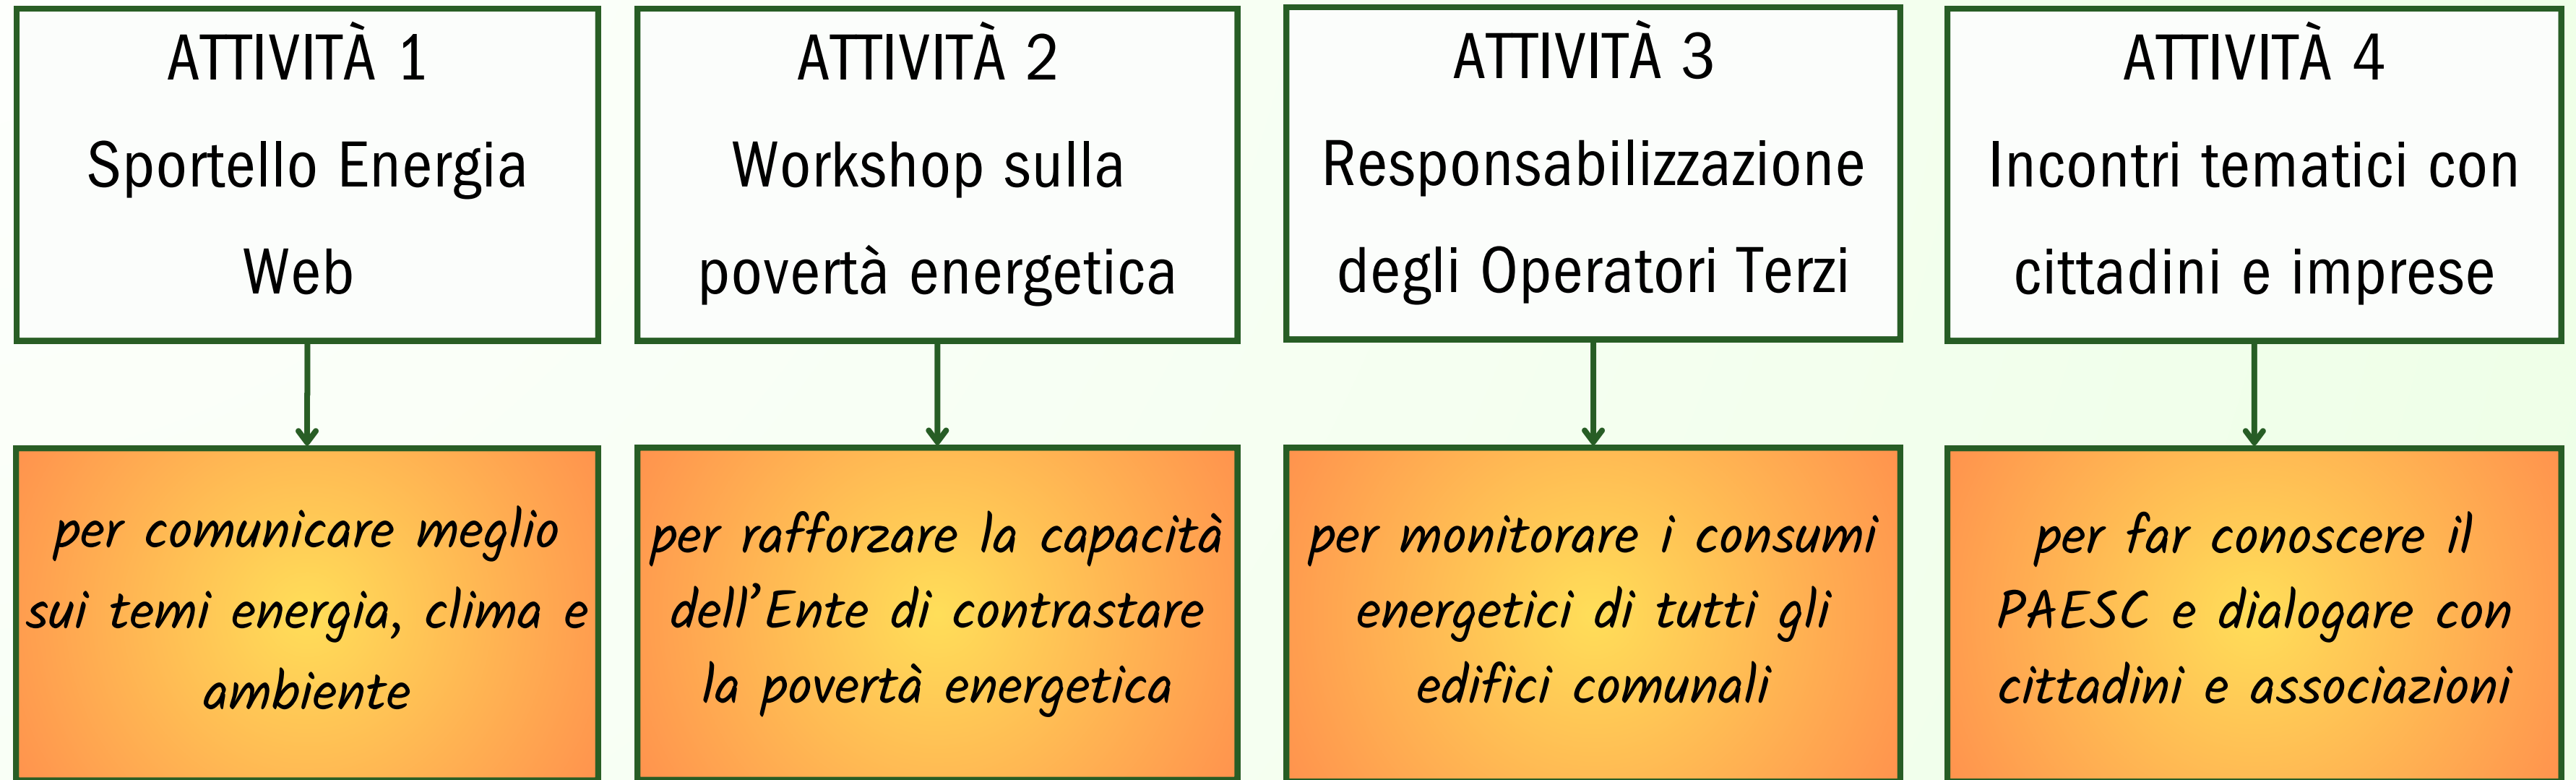 ATTIVITÀ 1
Sportello Energia
Web
per comunicare meglio
sui temi energia, clima e
ambiente
ATTIVITÀ 2
Workshop sulla
povertà energetica
per rafforzare la capacità
dell'Ente di contrastare
la povertà energetica
ATTIVITÀ 3
Responsabilizzazione
degli Operatori Terzi
per monitorare i consumi
energetici di tutti gli
edifici comunali
ATTIVITÀ 4
Incontri tematici con
cittadini e imprese
per far conoscere il
PAESC e dialogare con
cittadini e associazioni